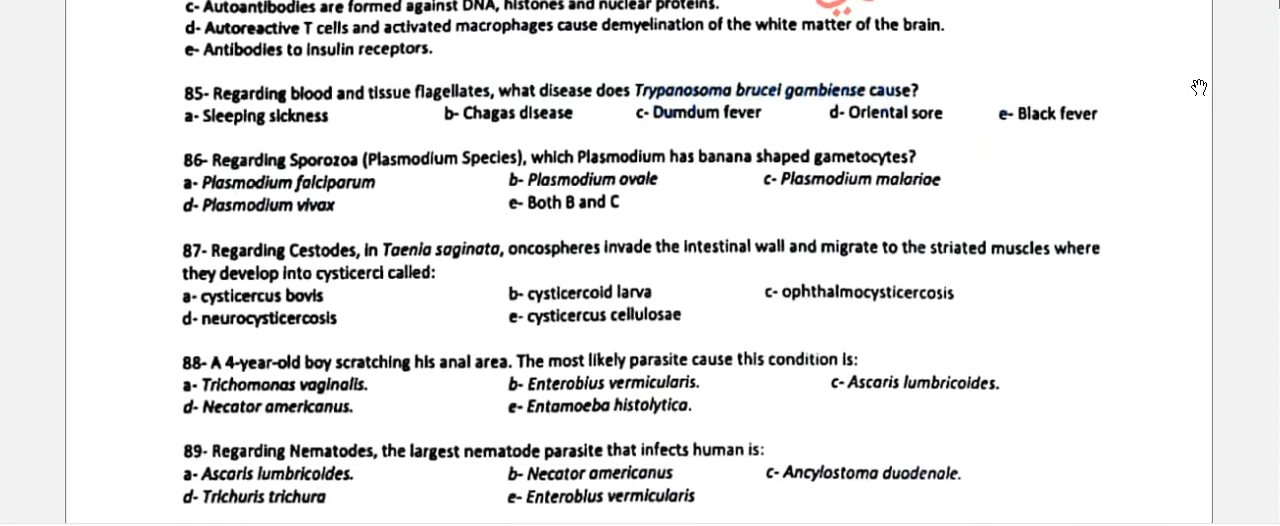 c- Autoantibodies are formed against DNA, histones and nuclear proteins.
d- Autoreactive T cells and activated macrophages cause demyelination of the white matter of the brain.
e- Antibodies to insulin receptors.
85- Regarding blood and tissue flagellates, what disease does Trypanosoma brucei gambiense cause?
a- Sleeping sickness b- Chagas disease c- Dumdum fever d- Oriental sore e- Black fever
86- Regarding Sporozoa (Plasmodium Species), which Plasmodium has banana shaped gametocytes?
a- Plasmodium falciparum b- Plasmodium ovale c- Plasmodium malariae
d- Plasmodium vivax e- Both B and C
87- Regarding Cestodes, in Taenia saginata, oncospheres invade the intestinal wall and migrate to the striated muscles where
they develop into cysticerci called:
a- cysticercus bovis b- cysticercoid larva c- ophthalmocysticercosis
d- neurocysticercosis e- cysticercus cellulosae
88- A 4-year-old boy scratching his anal area. The most likely parasite cause this condition is:
a- Trichomonas vaginalis. b- Enterobius vermicularis. c- Ascaris lumbricoides.
d- Necator americanus. e- Entamoeba histolytica.
89- Regarding Nematodes, the largest nematode parasite that infects human is:
a- Ascaris lumbricoides. b- Necator americanus c- Ancylostoma duodenale.
d- Trichuris trichura e- Enterobius vermicularis